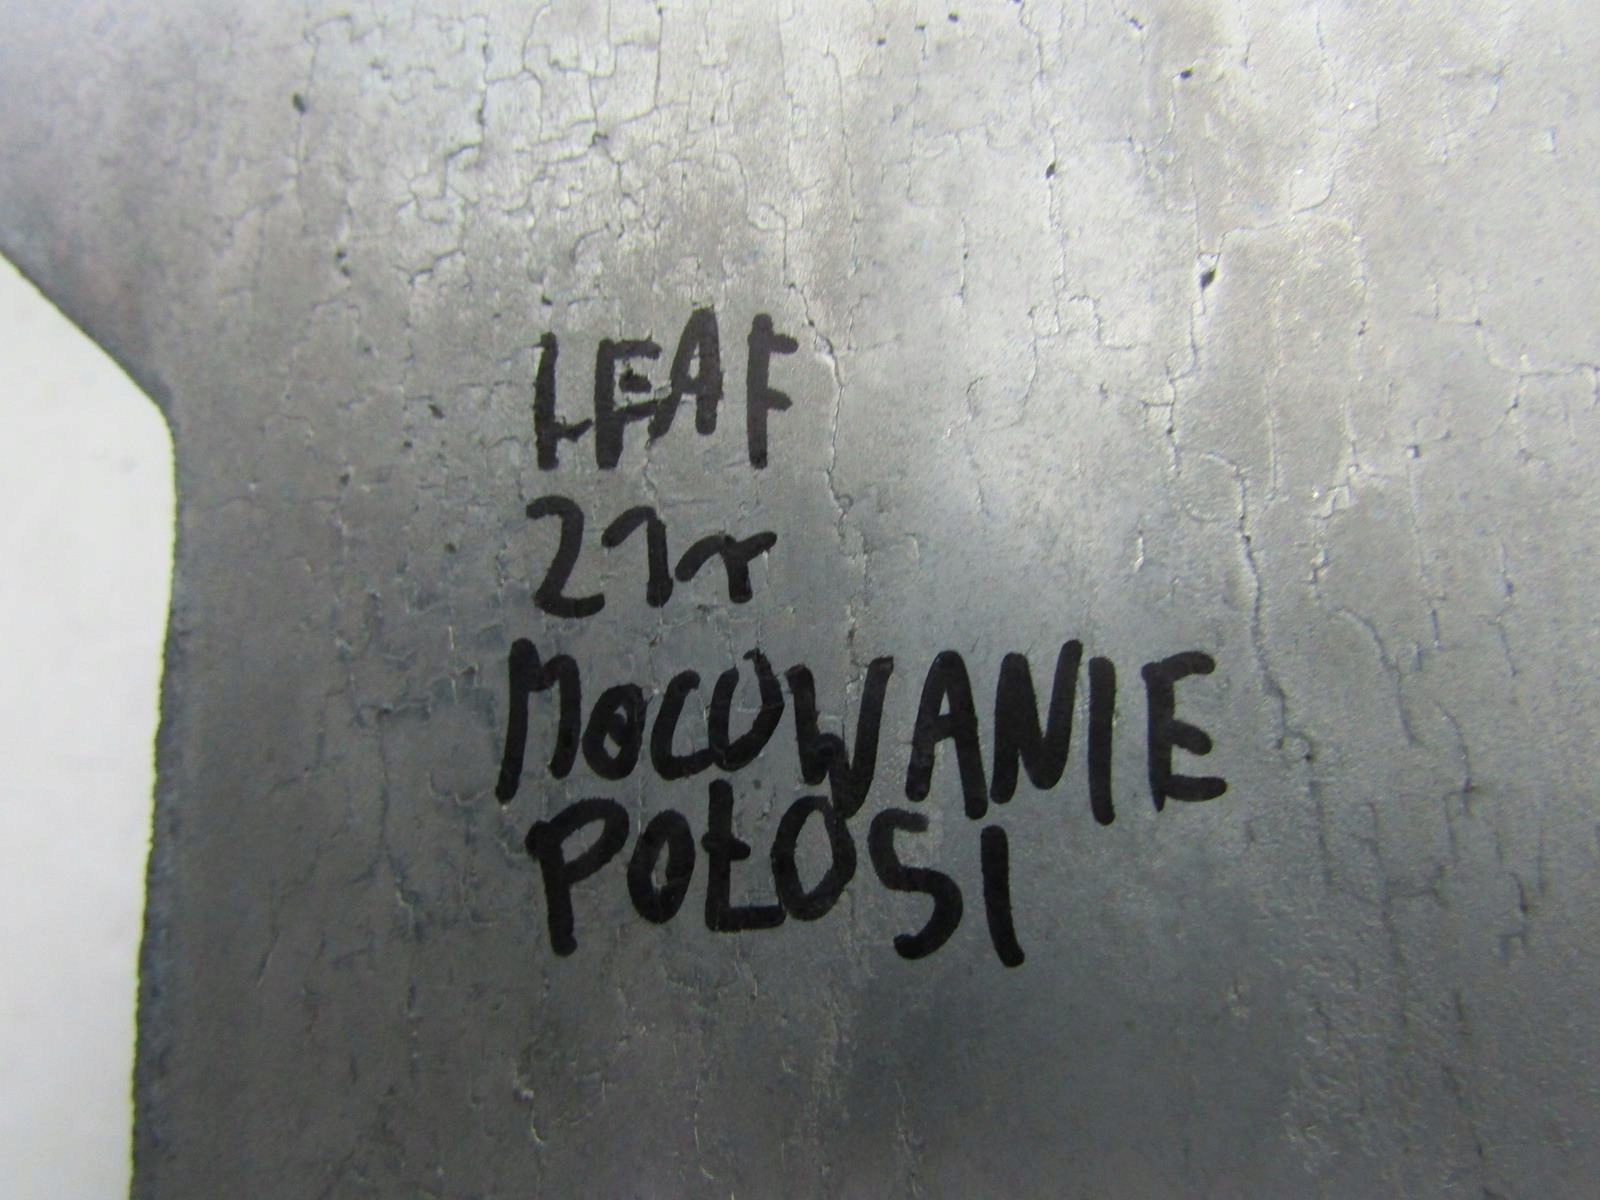 LEAF
21r
MOCOWANIE
POŁOSI